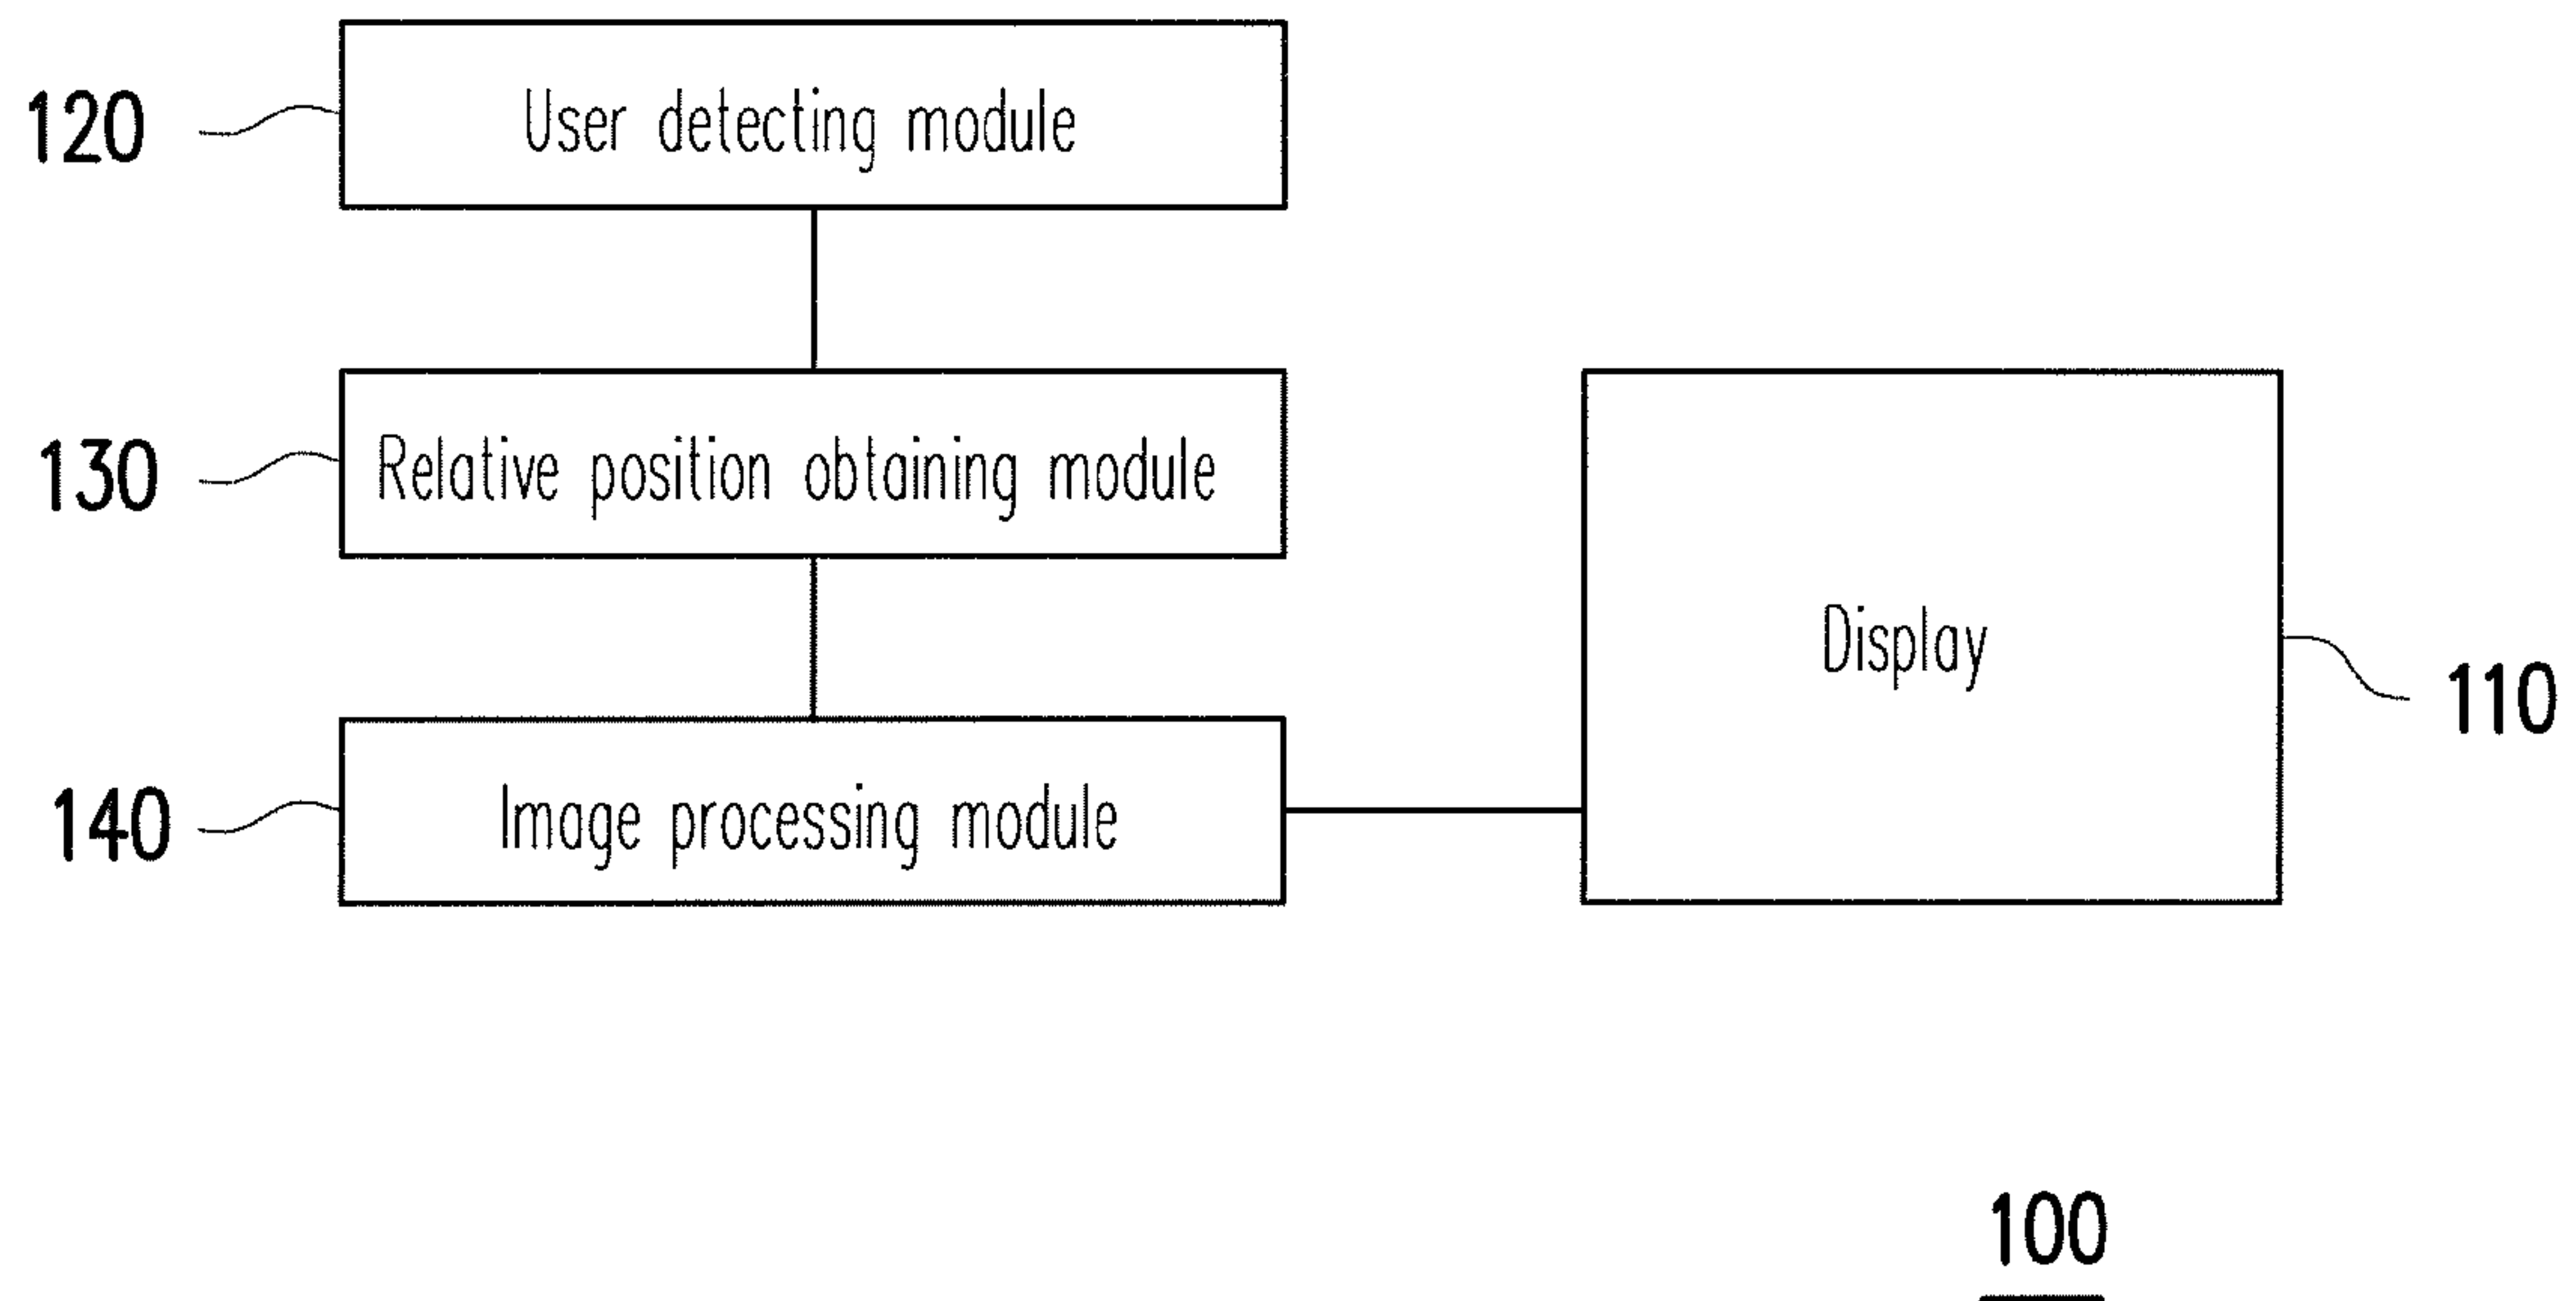 120
User detecting module
130
Relative position obtaining module
Display
110
140
Image processing module
100